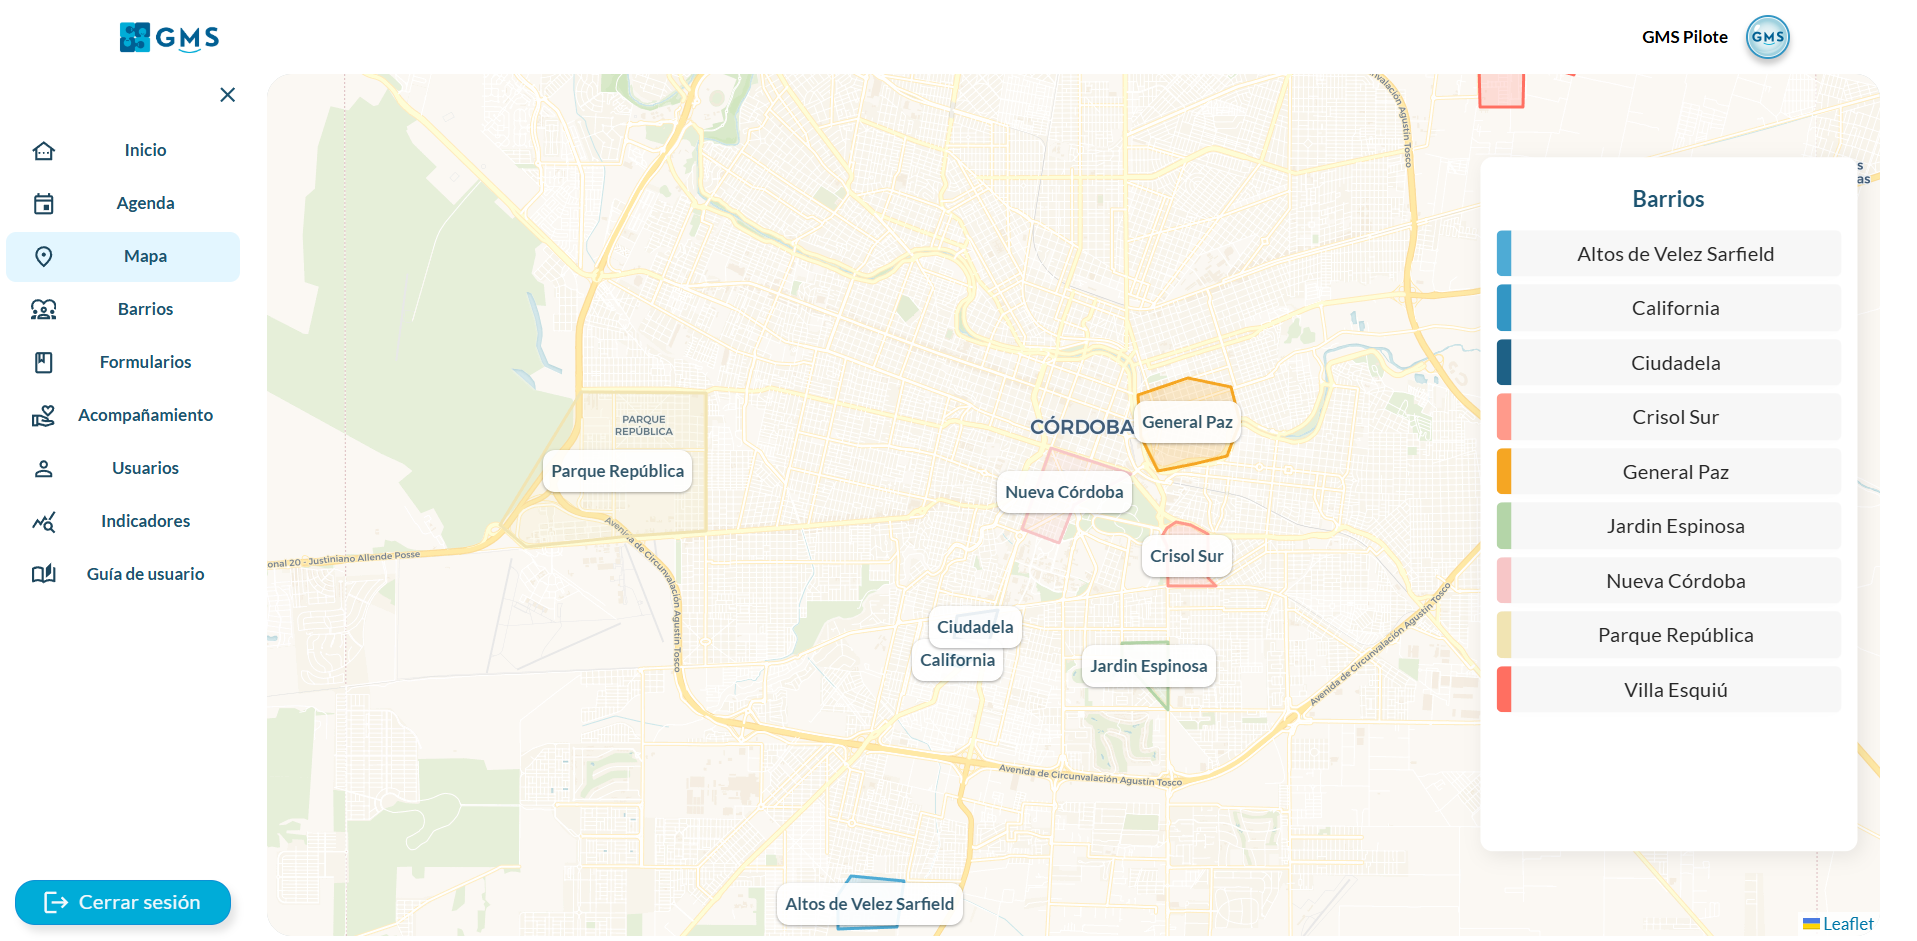 GMS
GMS Pilote
GMS
Inicio
Agenda
Mapa
Barrios
Formularios
Acompañamiento
Usuarios
Indicadores
Guía de usuario
Cerrar sesión
Avenida de Circunvalación Agustín Tosco
PARQUE
REPÚBLICA
Parque República
CÓRDOBA
General Paz
Nueva Córdoba
Crisol Sur
Avenida de Circunvalación Agustín Tosco
onal 20 - Justiniano Allende Posse
Ciudadela
California
Jardin Espinosa
Avenida de Circunvalación Agustín Tosco
Avenida de Circunvalación Agustín Tosco
Altos de Velez Sarfield
s
as
Barrios
Altos de Velez Sarfield
California
Ciudadela
Crisol Sur
General Paz
Jardin Espinosa
Nueva Córdoba
Parque República
Villa Esquiú
Leaflet